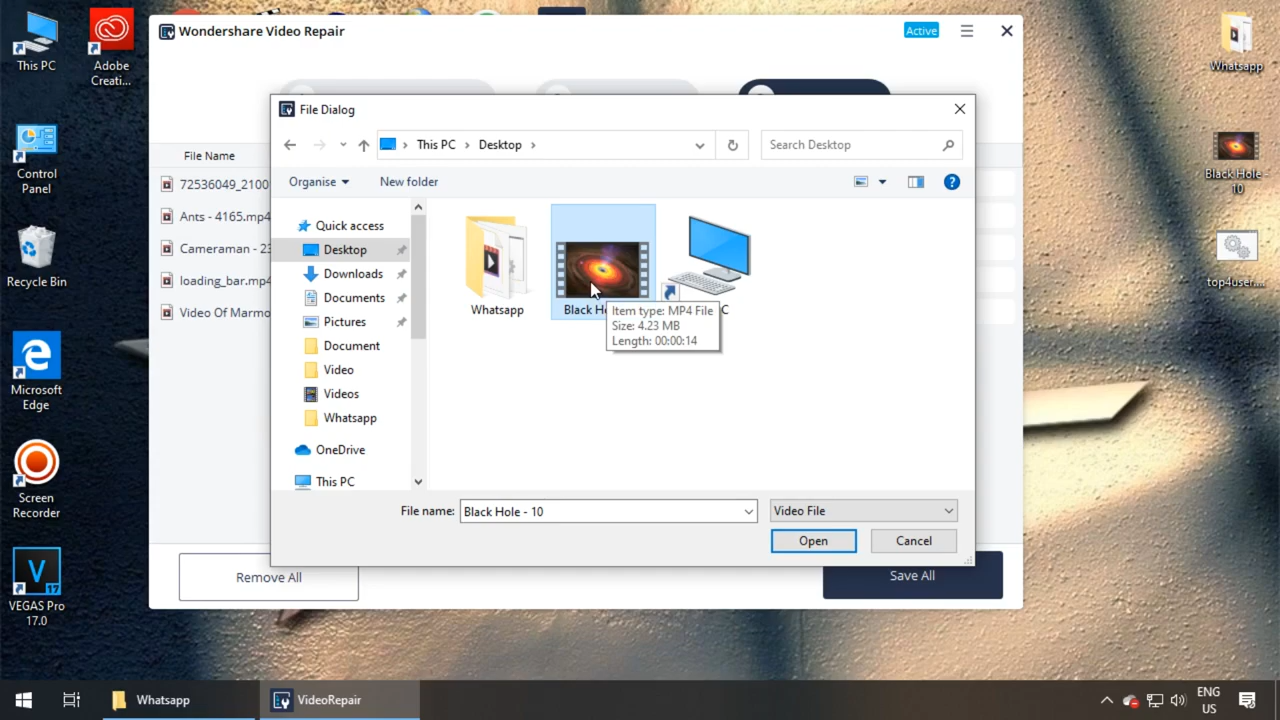 This PC
Adobe
Creati...
Control
Panel
Recycle Bin
Microsoft
Edge
Screen
Recorder
VEGAS Pro
17.0
Whatsapp
Black Hole -
10
top4user....
Wondershare Video Repair
Active
File Name
72536049_2100
Ants - 4165.mp4
Cameraman - 23
loading_bar.mp4
Video Of Marmo
Remove All
Save All
File Dialog
This PC
Desktop
Search Desktop
Organise
New folder
Quick access
Desktop
Downloads
Documents
Pictures
Document
Video
Videos
Whatsapp
OneDrive
This PC
Whatsapp
Black H
C
Item type: MP4 File
Size: 4.23 MB
Length: 00:00:14
File name:
Black Hole - 10
Video File
Open
Cancel
Whatsapp
VideoRepair
ENG
US